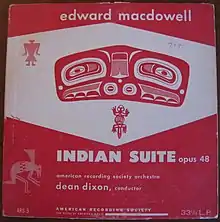 edward macdowell
INDIAN SUITE opus 48
american recording society orchestra
dean dixon, conductor
AMERICAN RECORDING SOCIETY
33⅓ L.P.